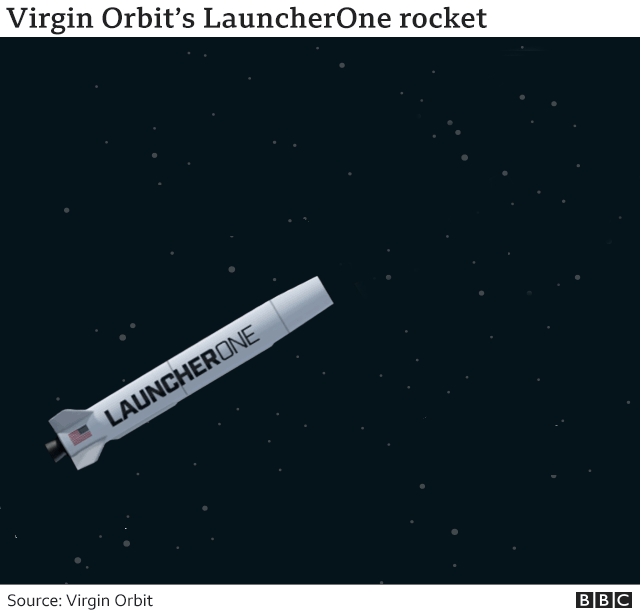 Virgin Orbit's LauncherOne rocket
LAUNCHERONE
Source: Virgin Orbit
BBC